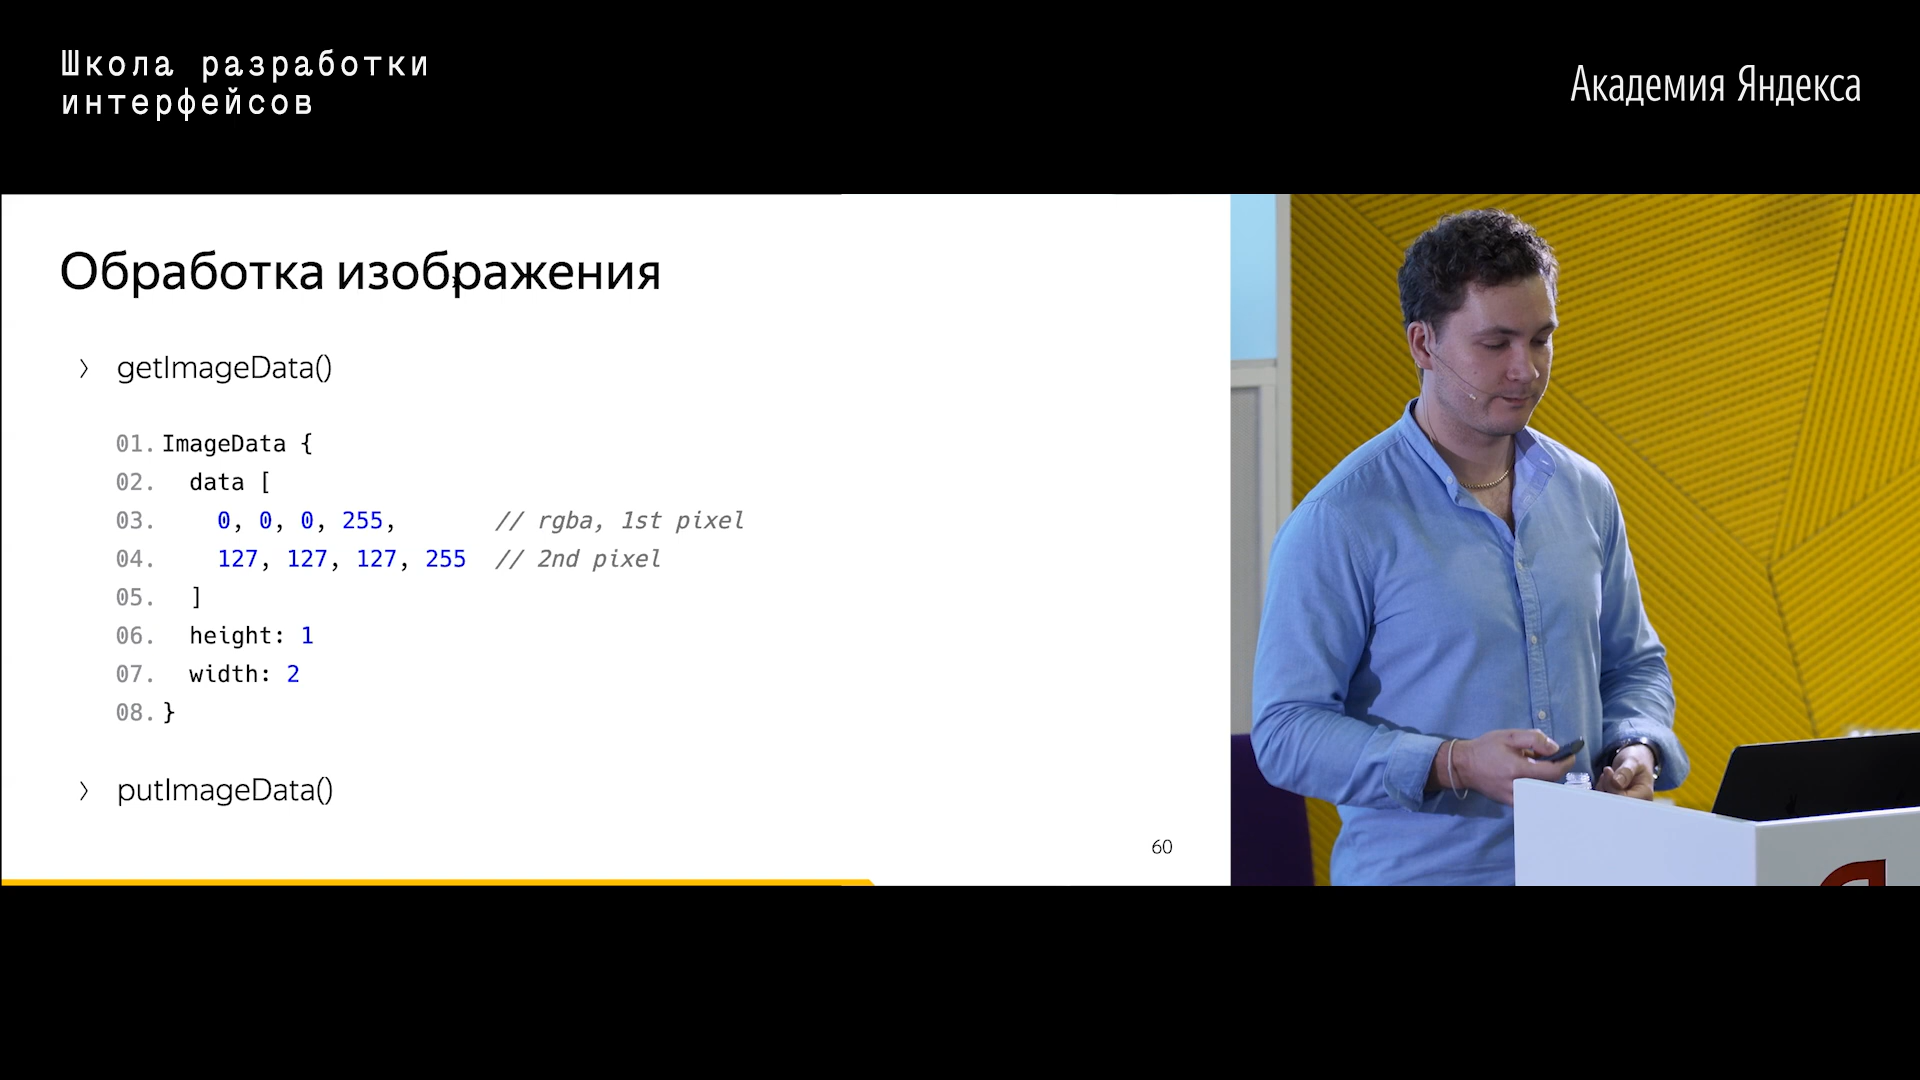 Школа разработки
интерфейсов
Академия Яндекса
Обработка изображения
› getImageData()
01. ImageData {
02. data [
03. 0, 0, 0, 255, // rgba, 1st pixel
04. 127, 127, 127, 255 // 2nd pixel
05. ]
06. height: 1
07. width: 2
08. }
› putImageData()
60
Я